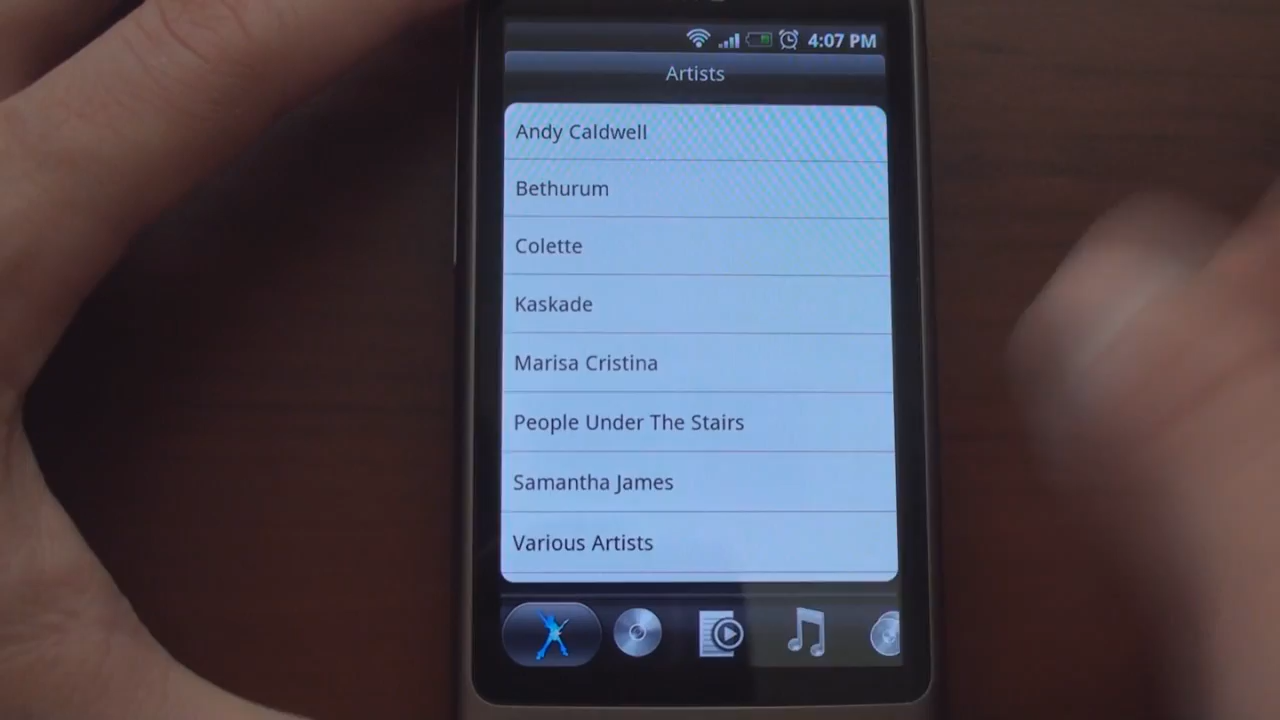 4:07 PM
Artists
Andy Caldwell
Bethurum
Colette
Kaskade
Marisa Cristina
People Under The Stairs
Samantha James
Various Artists